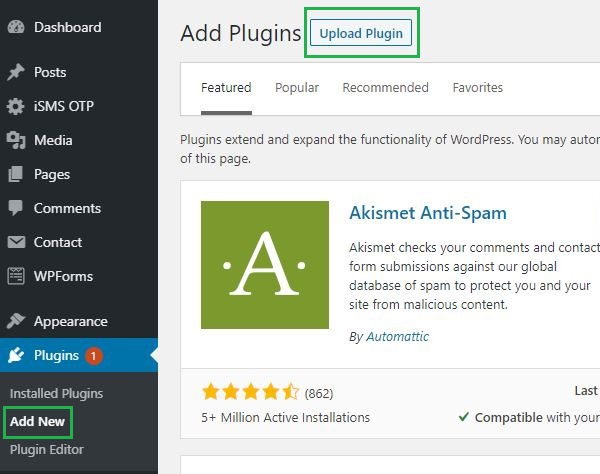 Dashboard
Posts
iSMS OTP
Media
Pages
Comments
Contact
WPForms
Appearance
Plugins 1
Installed Plugins
Add New
Plugin Editor
Add Plugins Upload Plugin
Featured Popular Recommended Favorites
Plugins extend and expand the functionality of WordPress. You may autor
of this page.
A
Akismet Anti-Spam
Akismet checks your comments and contact
form submissions against our global
database of spam to protect you and your
site from malicious content.
By Automattic
(862)
5+ Million Active Installations
Last
Compatible with your